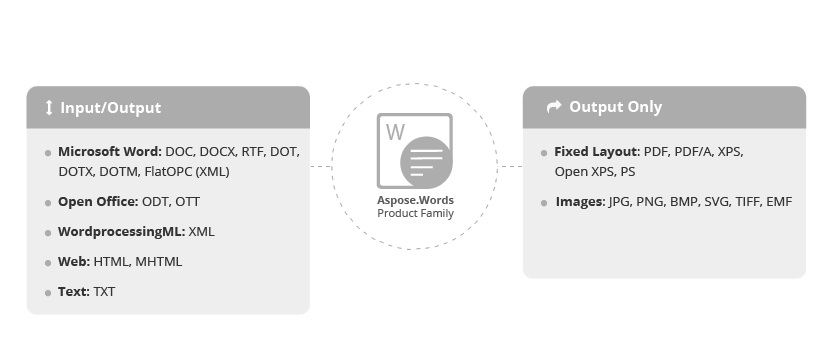 Input/Output
Microsoft Word: DOC, DOCX, RTF, DOT,
DOTX, DOTM, FlatOPC (XML)
Open Office: ODT, OTT
WordprocessingML: XML
Web: HTML, MHTML
Text: TXT
W
Aspose.Words
Product Family
Output Only
Fixed Layout: PDF, PDF/A, XPS,
Open XPS, PS
Images: JPG, PNG, BMP, SVG, TIFF, EMF